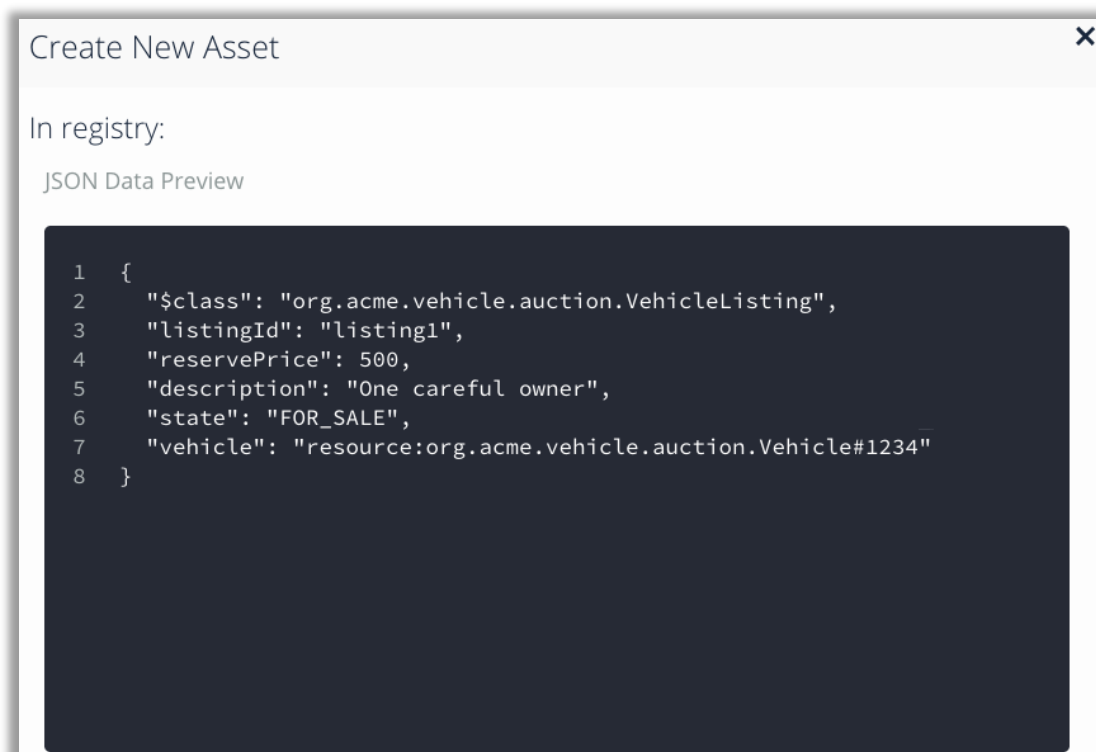 Create New Asset
In registry:
JSON Data Preview
1 {
2 "$class": "org.acme.vehicle.auction.VehicleListing",
3 "listingId": "listing1",
4 "reservePrice": 500,
5 "description": "One careful owner",
6 "state": "FOR_SALE",
7 "vehicle": "resource:org.acme.vehicle.auction.Vehicle#1234"
8 }